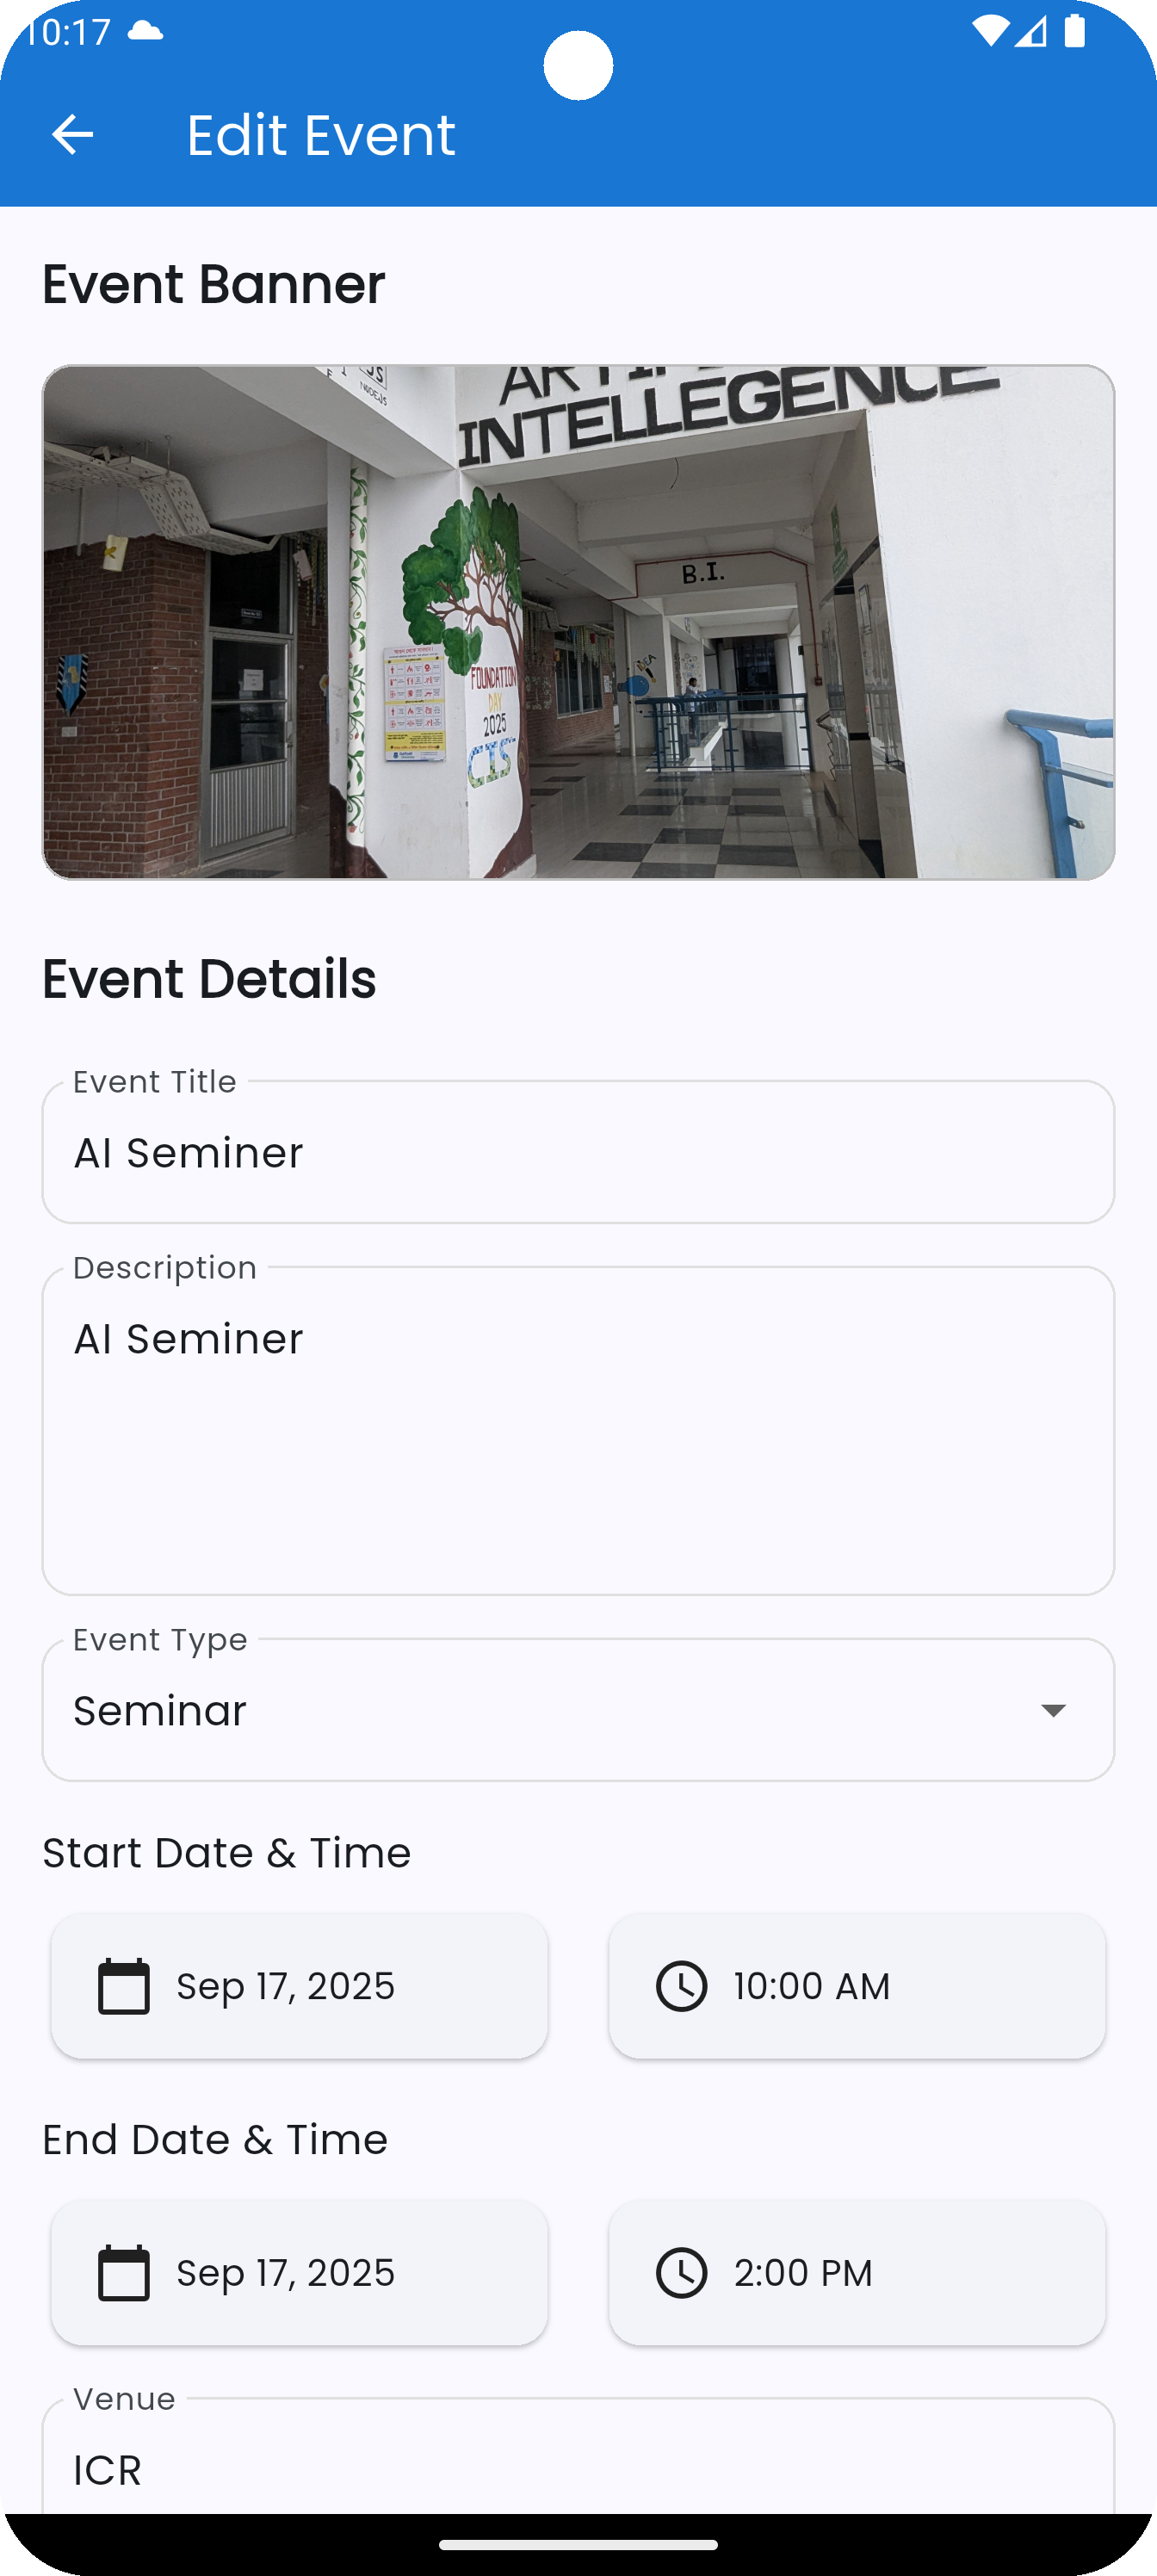 10:17
Edit Event
Event Banner
JS
NODEJS
INTELLEGENCE
B.I.
FOUNDATION
DAY
2025
CIS
Event Details
Event Title
AI Seminer
Description
AI Seminer
Event Type
Seminar
Start Date & Time
Sep 17, 2025
10:00 AM
End Date & Time
Sep 17, 2025
2:00 PM
Venue
ICR